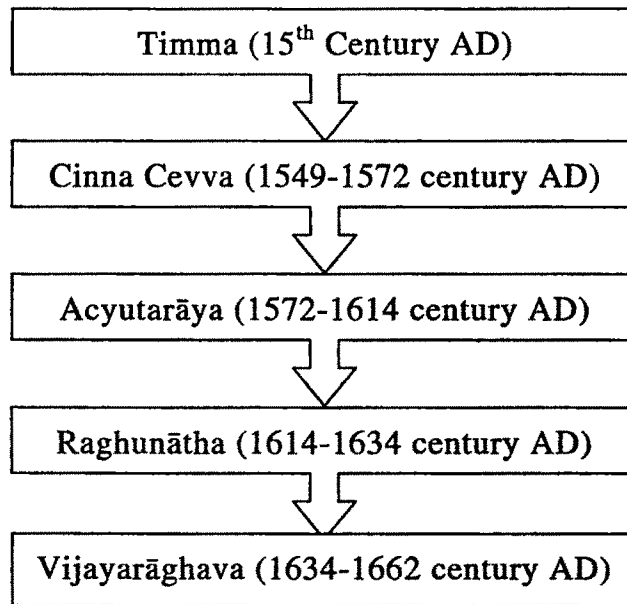 Timma (15th Century AD)
Cinna Cevva (1549-1572 century AD)
Acyutarāya (1572-1614 century AD)
Raghunātha (1614-1634 century AD)
Vijayarāghava (1634-1662 century AD)